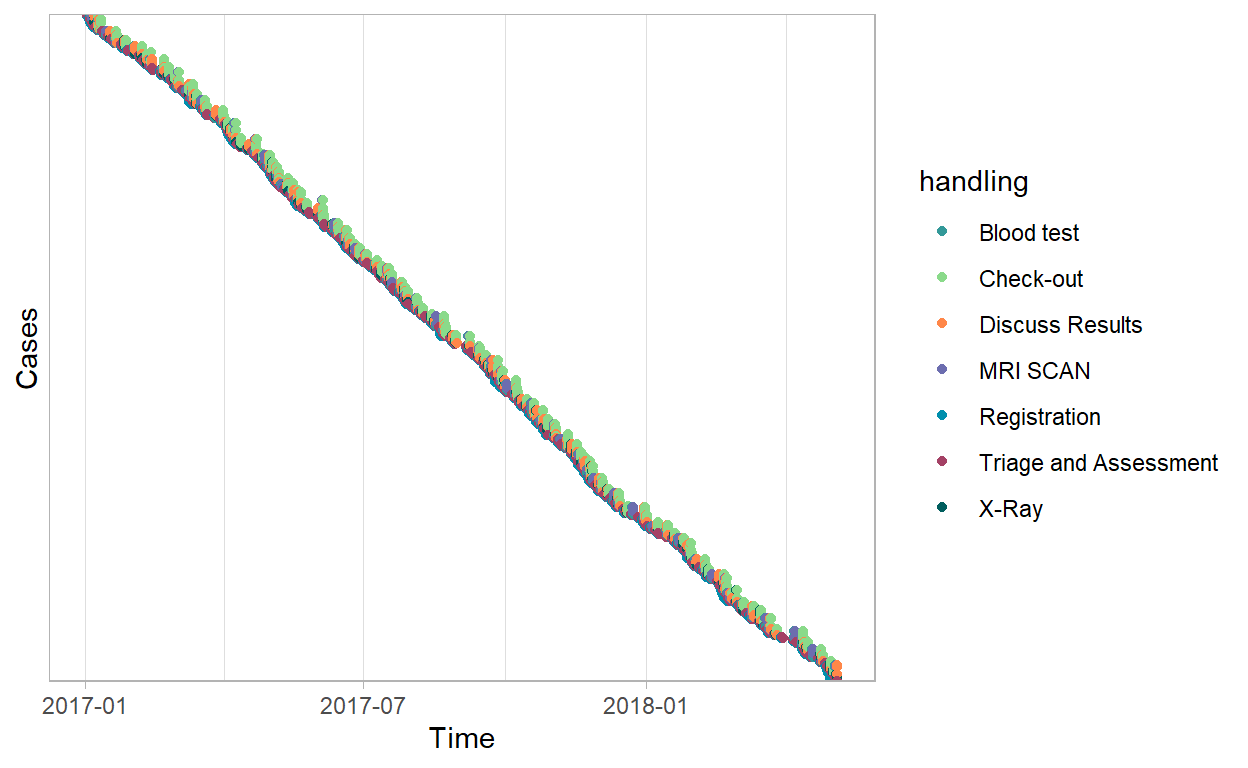 handling
Blood test
Check-out
Discuss Results
MRI SCAN
Registration
Triage and Assessment
X-Ray
Cases
2017-01
2017-07
2018-01
Time